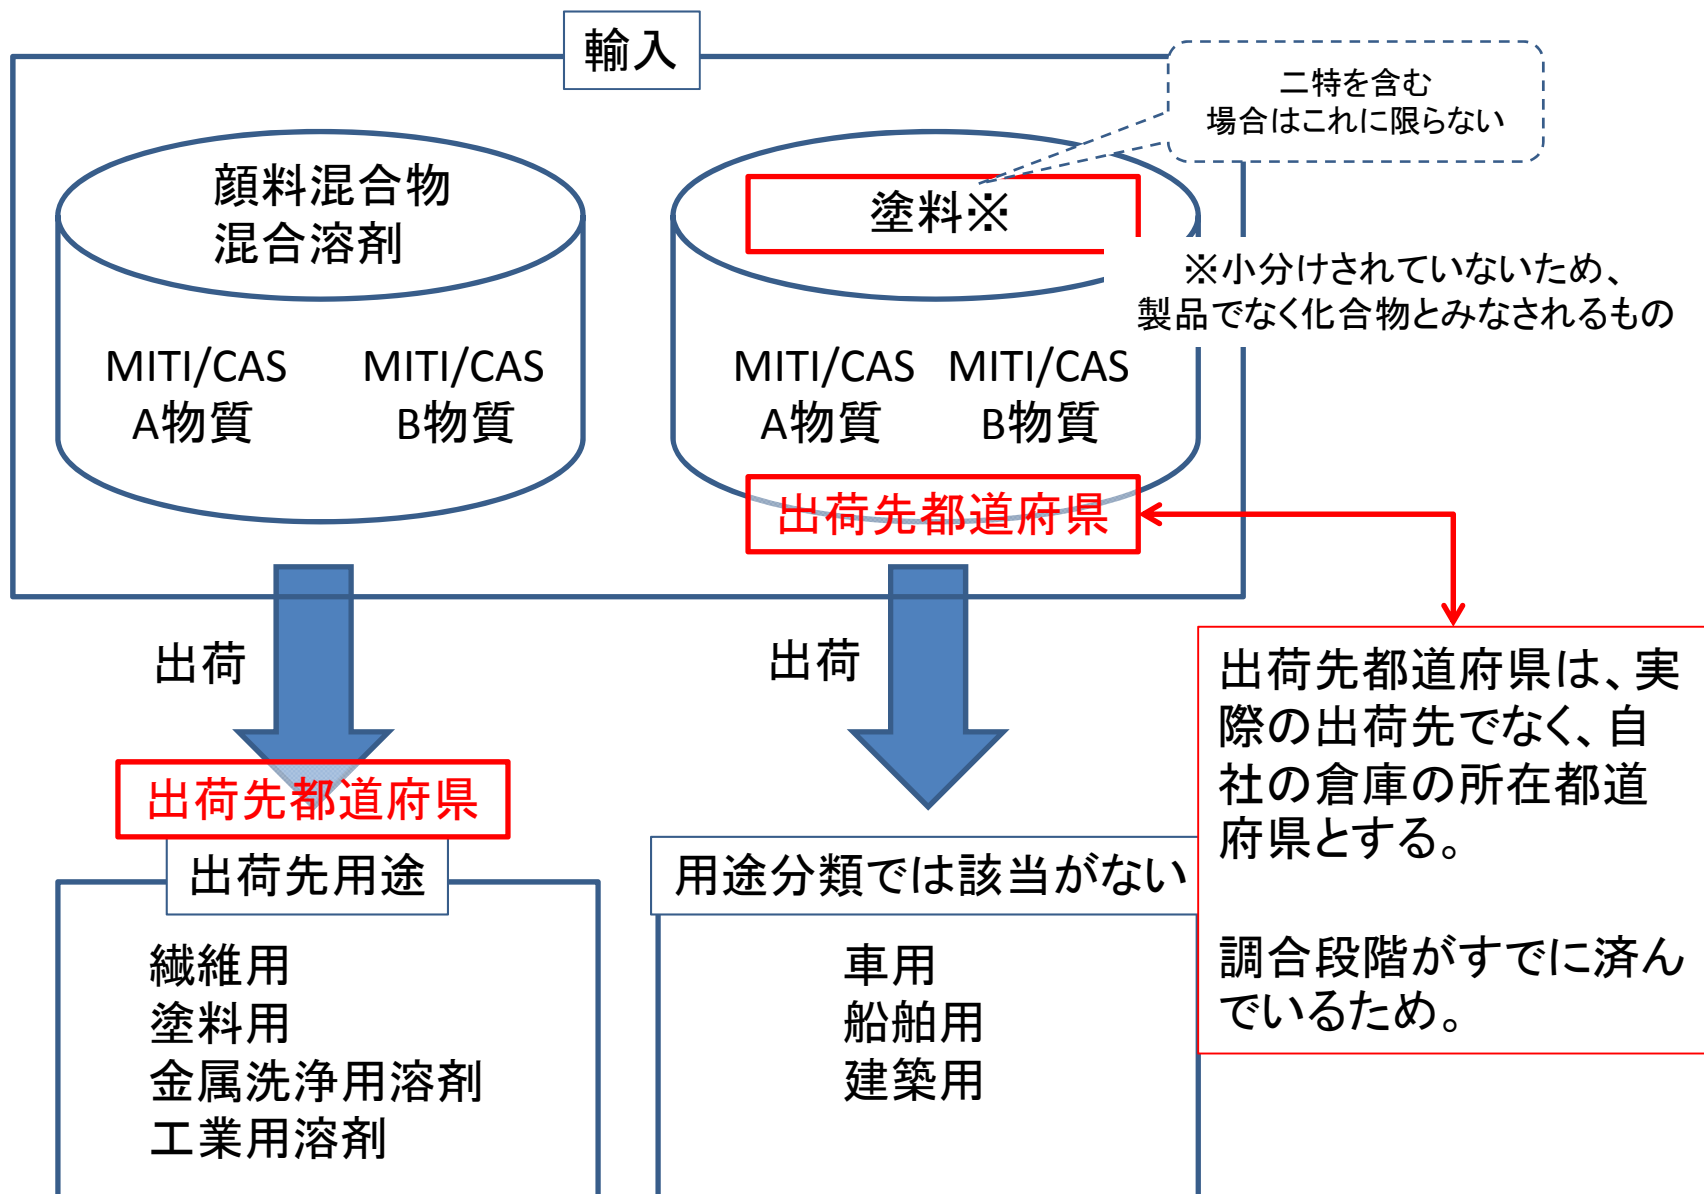 輸入
二特を含む
場合はこれに限らない
顔料混合物
混合溶剤
塗料※
※小分けされていないため、
製品でなく化合物とみなされるもの
MITI/CAS
A物質
MITI/CAS
B物質
MITI/CAS
A物質
MITI/CAS
B物質
出荷先都道府県
出荷
出荷
出荷先都道府県は、実
際の出荷先でなく、自
社の倉庫の所在都道
府県とする。
調合段階がすでに済ん
でいるため。
出荷先都道府県
出荷先用途
繊維用
塗料用
金属洗浄用溶剤
工業用溶剤
用途分類では該当がない
車用
船舶用
建築用